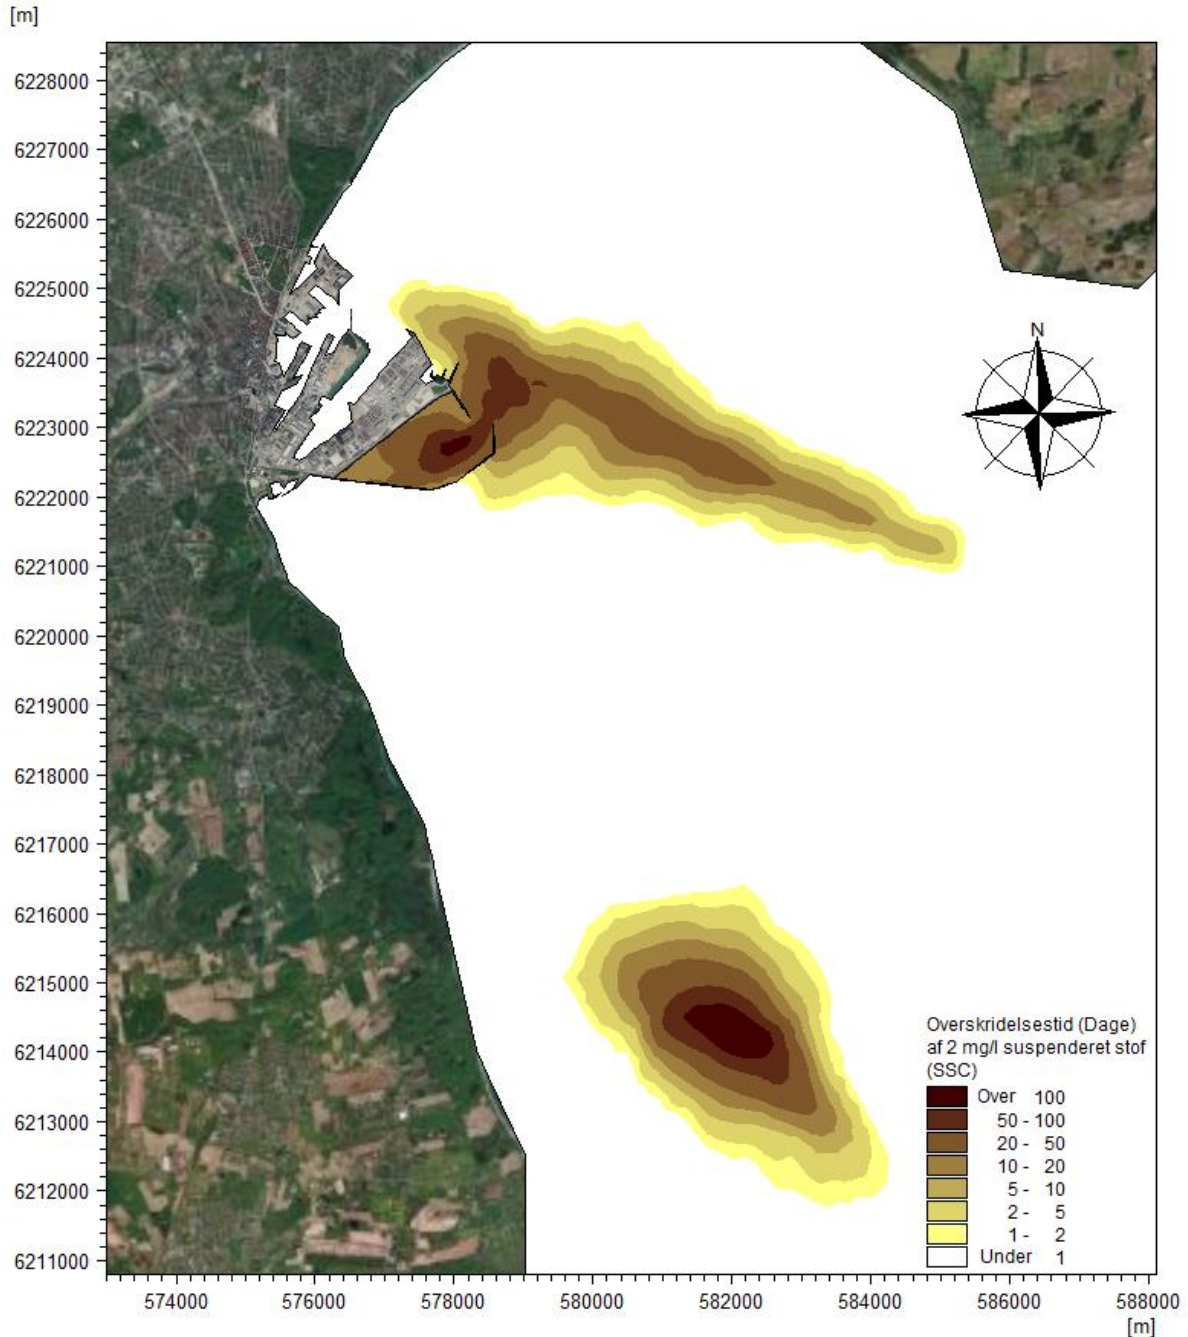 [m]
6228000
6227000
6226000
6225000
6224000
6223000
6222000
6221000
6220000
6219000
6218000
6217000
6216000
6215000
6214000
6213000
6212000
6211000
N
Overskridelsestid (Dage)
af 2 mg/l suspenderet stof
(SSC)
Over 100
50 - 100
20 - 50
10 - 20
5 - 10
2 - 5
1 - 2
Under 1
574000 576000 578000 580000 582000 584000 586000 588000
[m]